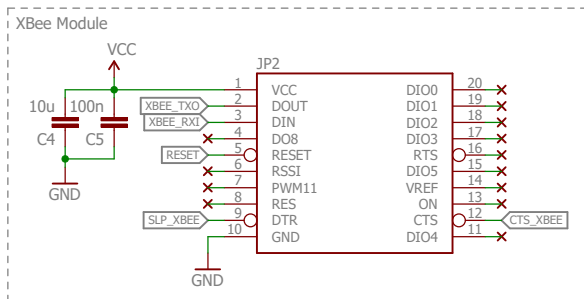 XBee Module
VCC
JP2
10u 100n
C4 C5
GND
XBEE_TXO
XBEE_RXI
RESET
SLP_XBEE
GND
1 VCC DIO0 20
2 DOUT DIO1 19
3 DIN DIO2 18
4 DO8 DIO3 17
5 RESET RTS 16
6 RSSI DIO5 15
7 PWM11 VREF 14
8 RES ON 13
9 DTR CTS 12 CTS_XBEE
10 GND DIO4 11